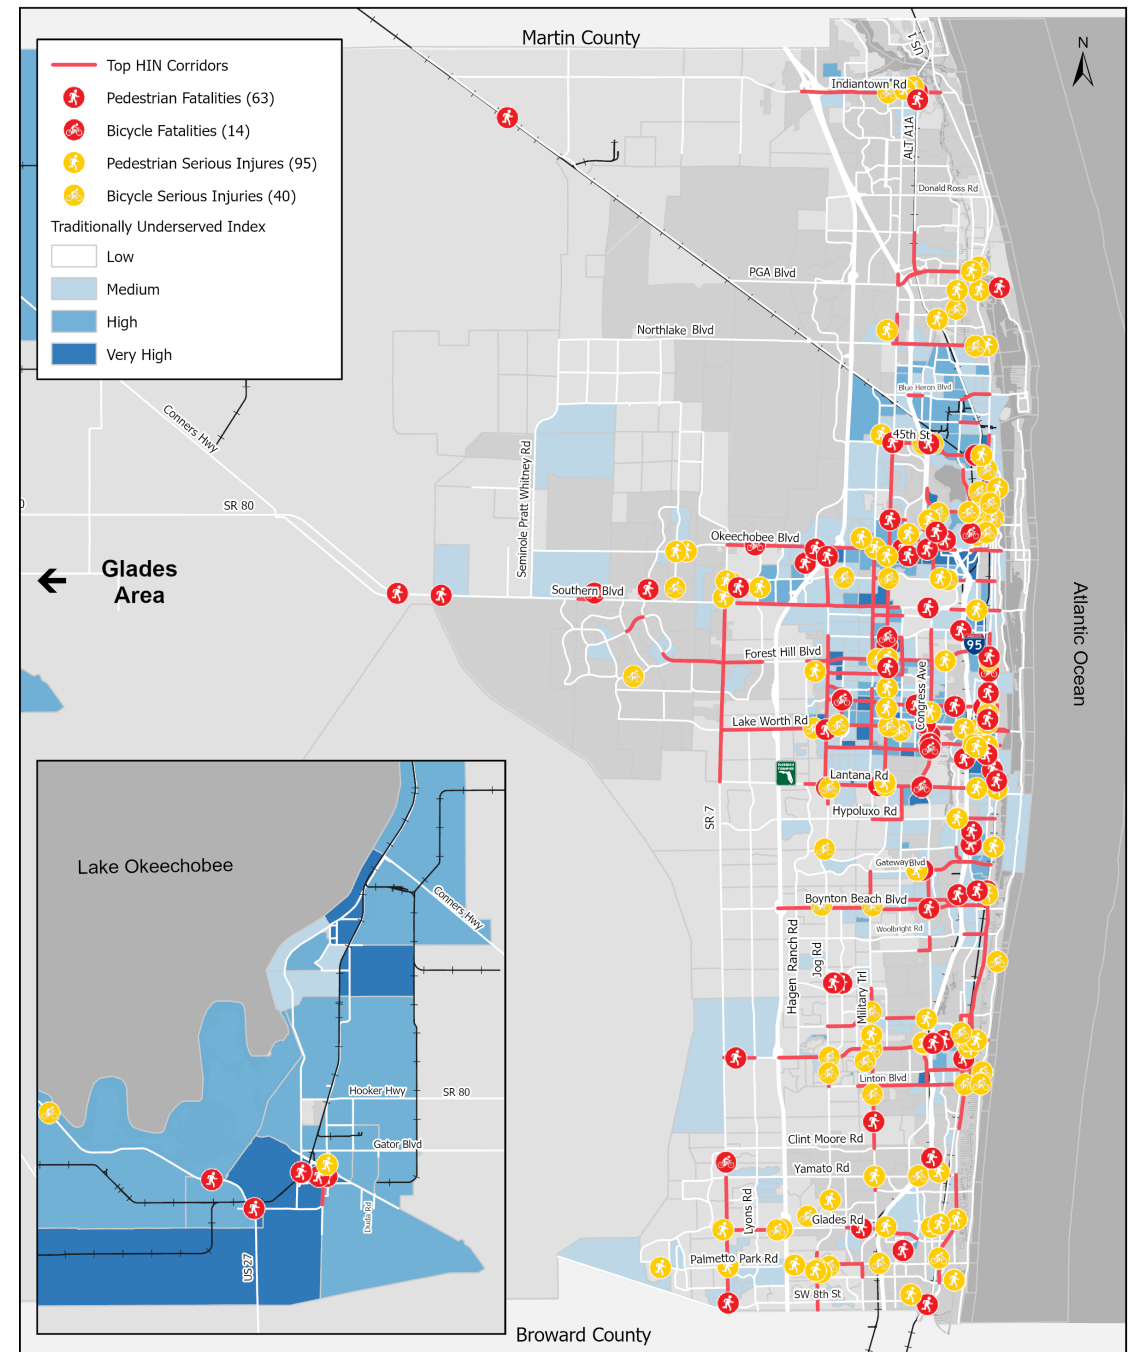 Martin County
Top HIN Corridors
Pedestrian Fatalities (63)
Bicycle Fatalities (14)
Pedestrian Serious Injures (95)
Bicycle Serious Injuries (40)
Traditionally Underserved Index
Low
Medium
High
Very High
N
US 1
Indiantown Rd
ALT A1A
Donald Ross Rd
PGA Blvd
Northlake Blvd
Blue Heron Blvd
45th St
Conners Hwy
SR 80
Seminole Pratt Whitney Rd
Okeechobee Blvd
Southern Blvd
Glades
Area
Atlantic Ocean
95
Forest Hill Blvd
Congress Ave
Lake Worth Rd
Lantana Rd
SR 7
Hypoluxo Rd
Gateway Blvd
Boynton Beach Blvd
Woolbright Rd
Hagen Ranch Rd
Jog Rd
Military Trl
Linton Blvd
Clint Moore Rd
Yamato Rd
Lyons Rd
Glades Rd
Palmetto Park Rd
SW 8th St
Lake Okeechobee
Conners Hwy
Hooker Hwy
SR 80
Gator Blvd
Duda Rd
US 27
Broward County